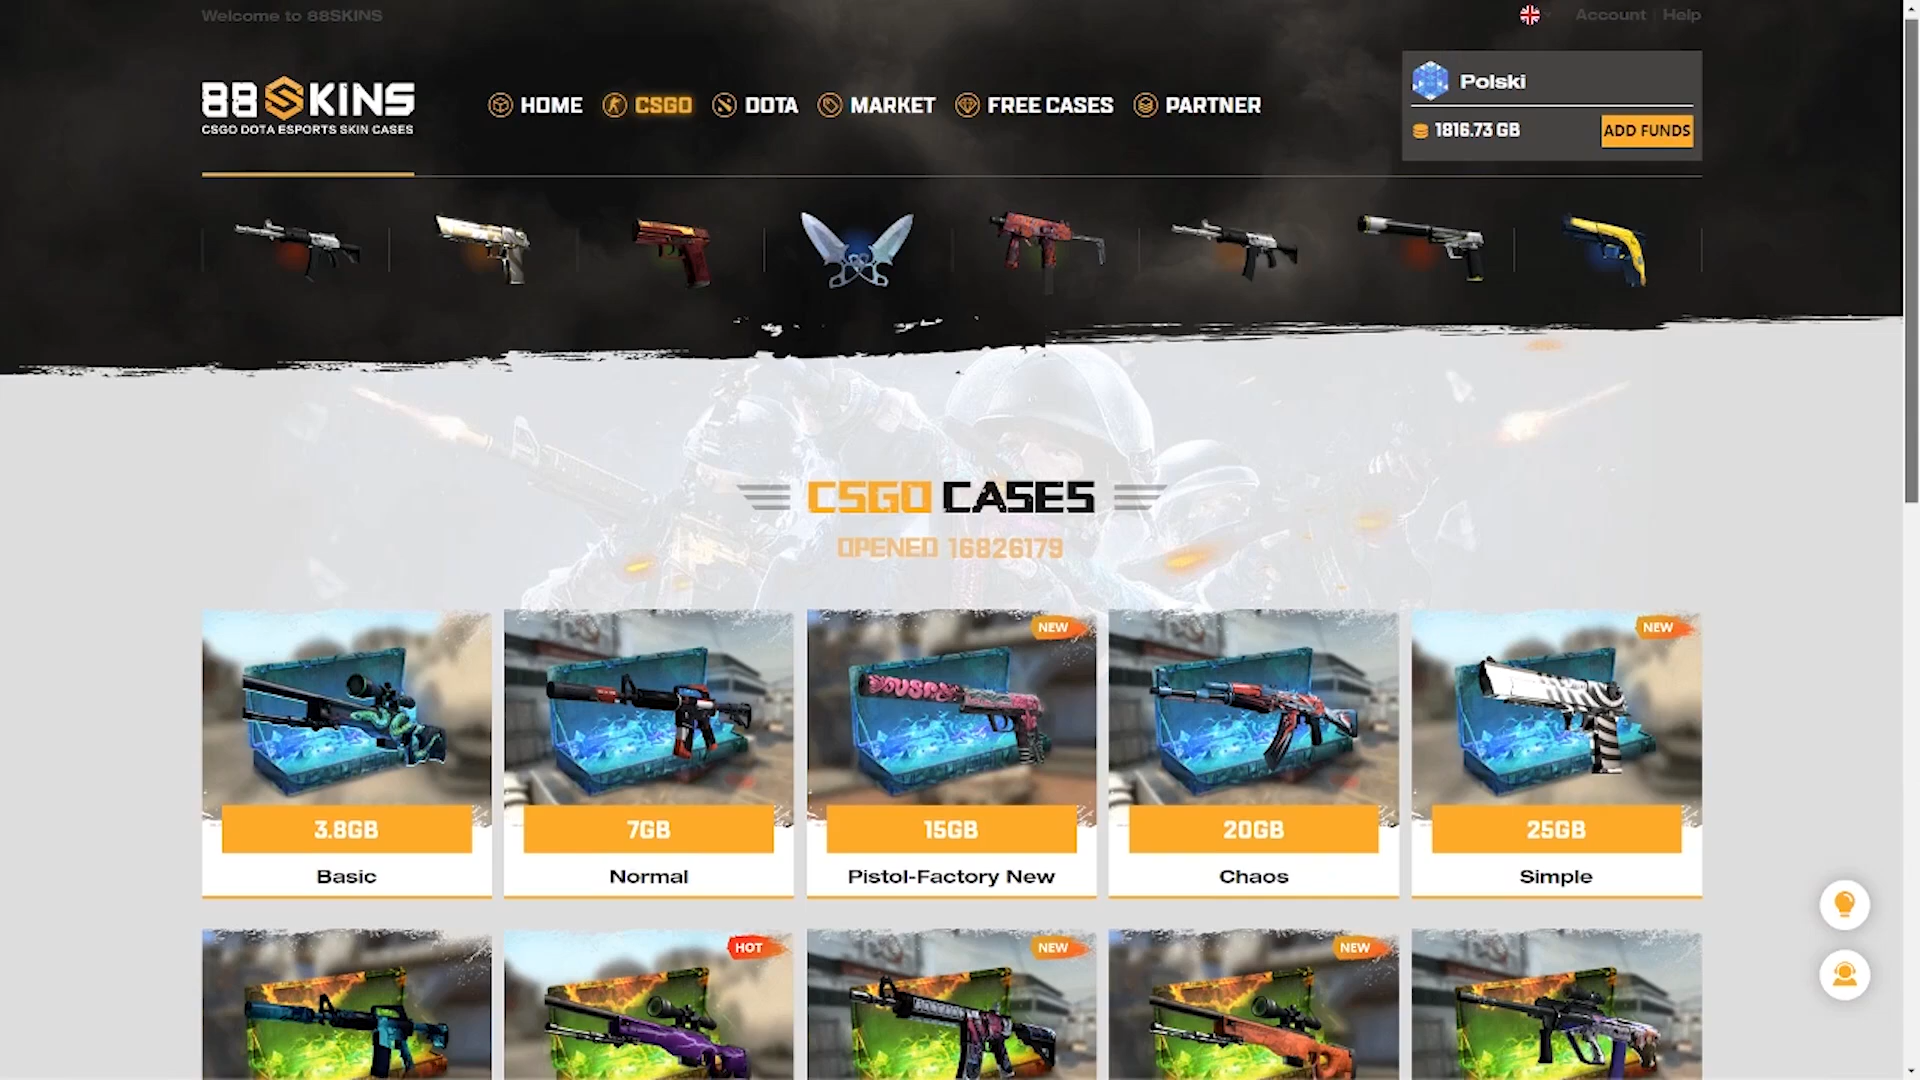 Welcome to 88SKINS
Account | Help
88SKINS
CSGO DOTA ESPORTS SKIN CASES
HOME CSGO DOTA MARKET FREE CASES PARTNER
Polski
1816.73 GB ADD FUNDS
CSGO CASES
OPENED 16826179
NEW NEW
3.8GB 7GB 15GB 20GB 25GB
Basic Normal Pistol-Factory New Chaos Simple
HOT NEW NEW